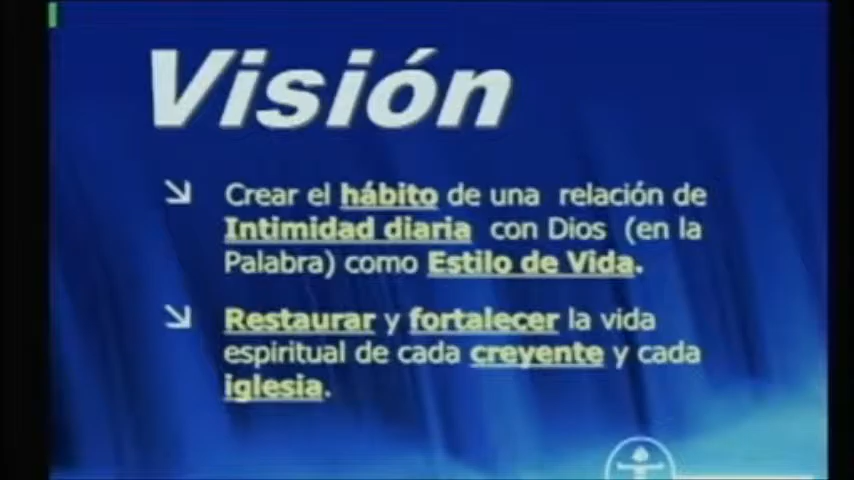 Visión
Crear el hábito de una relación de
Intimidad diaria con Dios (en la
Palabra) como Estilo de Vida.
Restaurar y fortalecer la vida
espiritual de cada creyente y cada
iglesia.